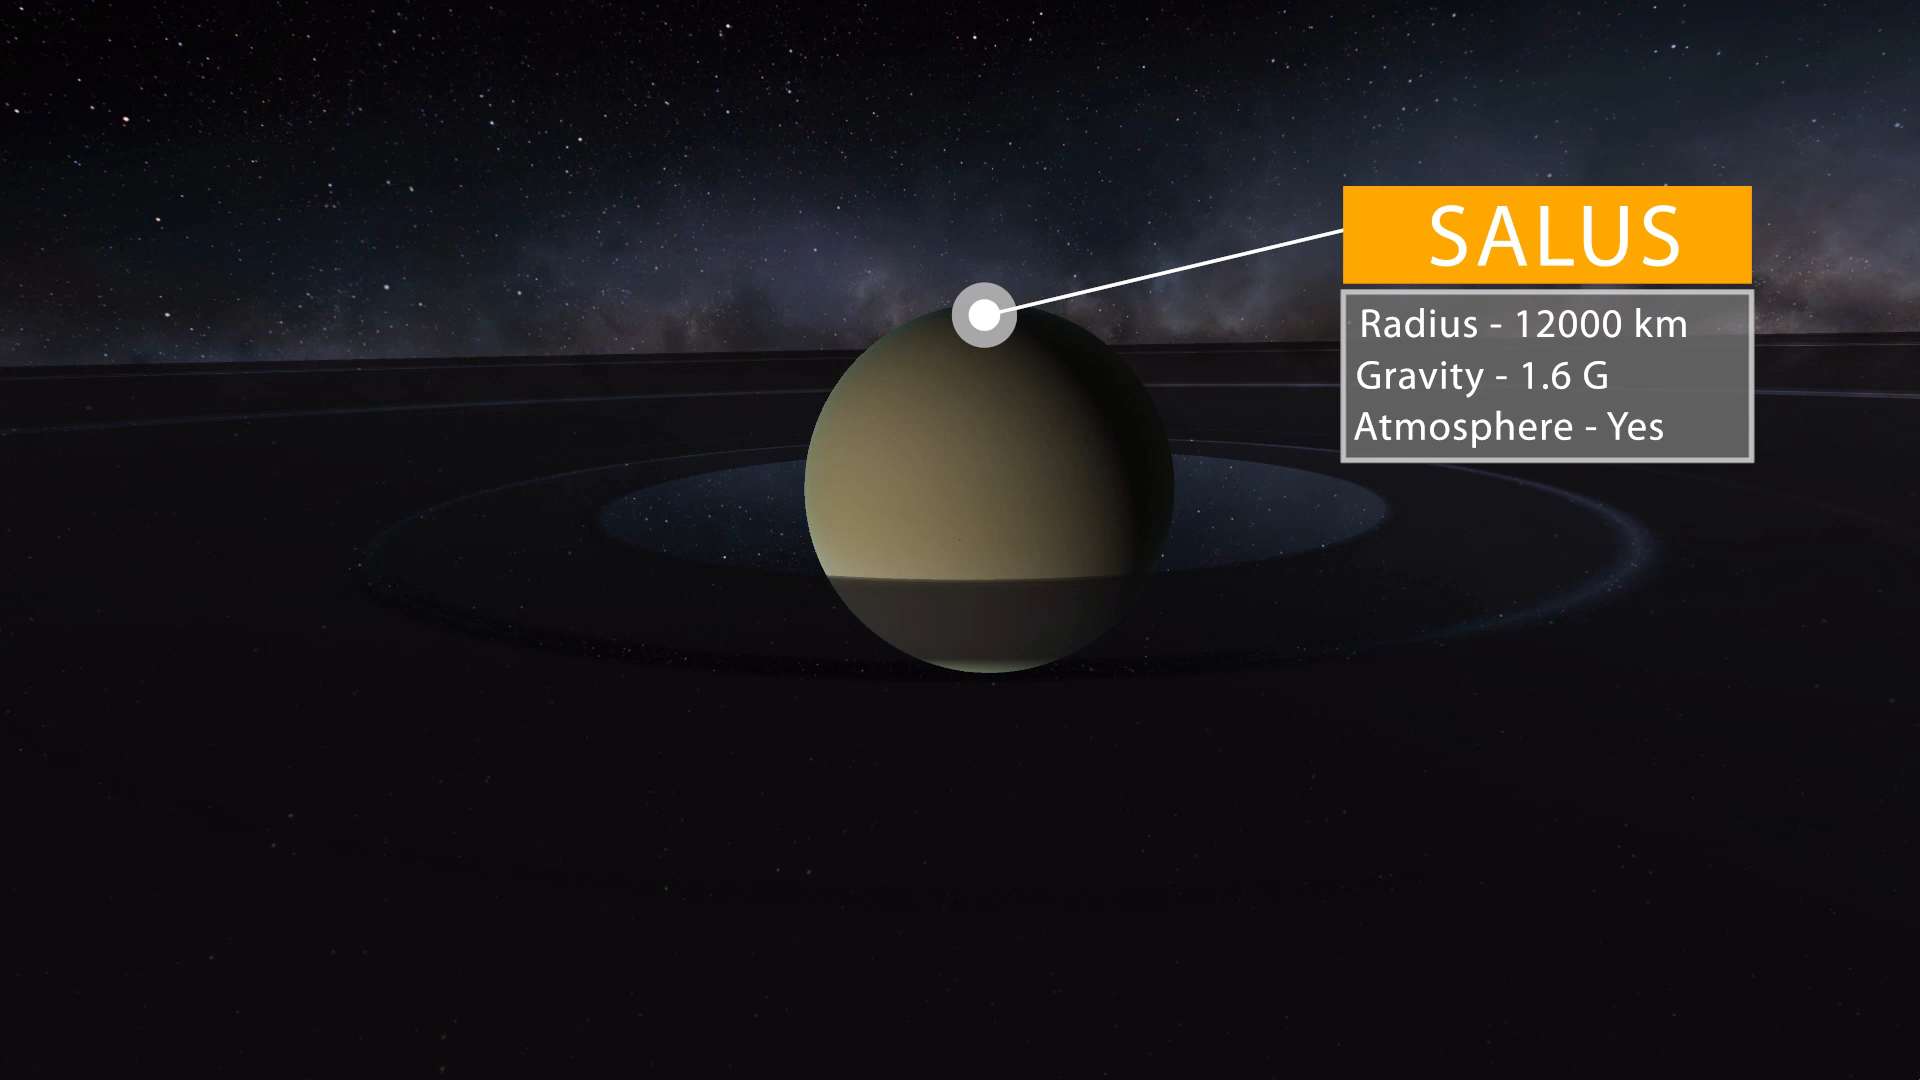 SALUS
Radius - 12000 km
Gravity - 1.6 G
Atmosphere - Yes